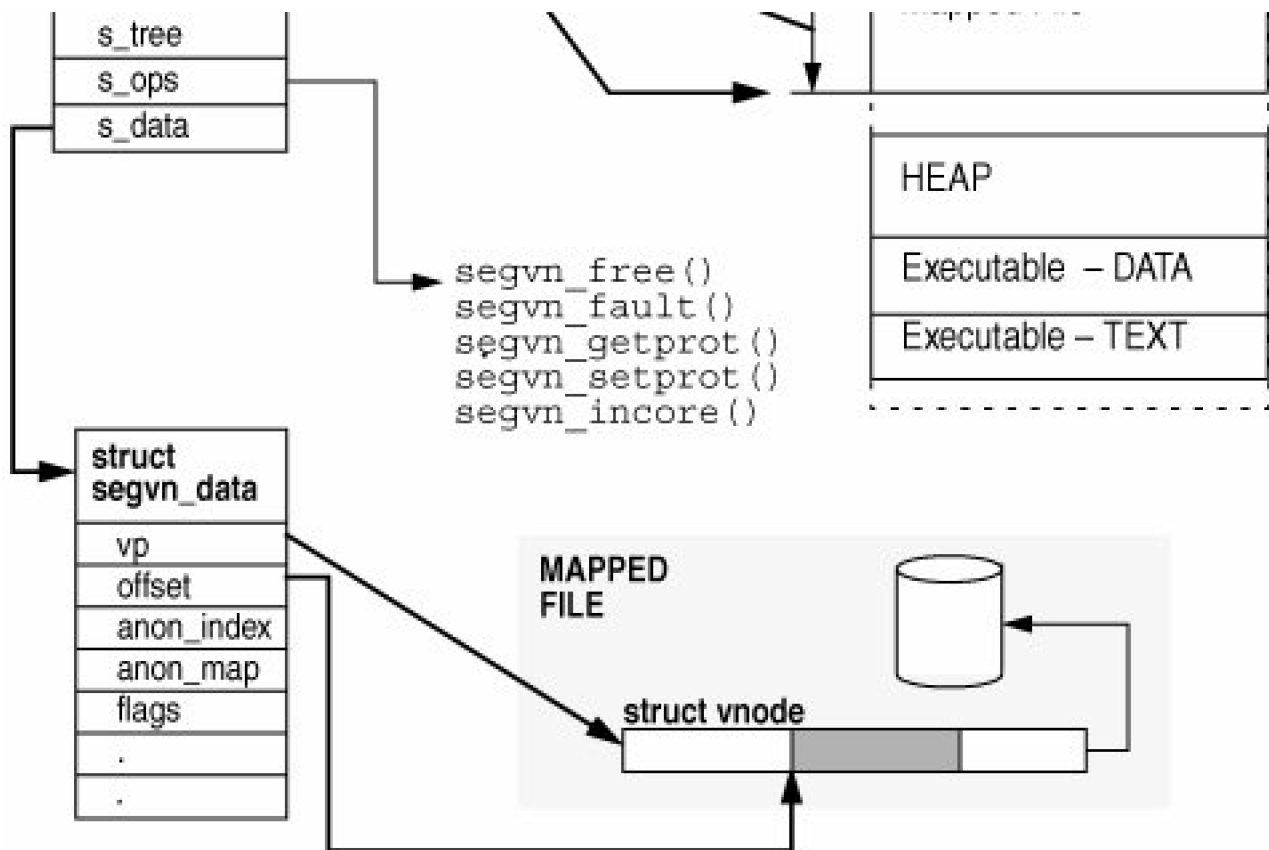 s_tree
s_ops
s_data
HEAP
Executable – DATA
Executable – TEXT
segvn_free()
segvn_fault()
segvn_getprot()
segvn_setprot()
segvn_incore()
struct
segvn_data
vp
offset
anon_index
anon_map
flags
.
.
MAPPED
FILE
struct vnode